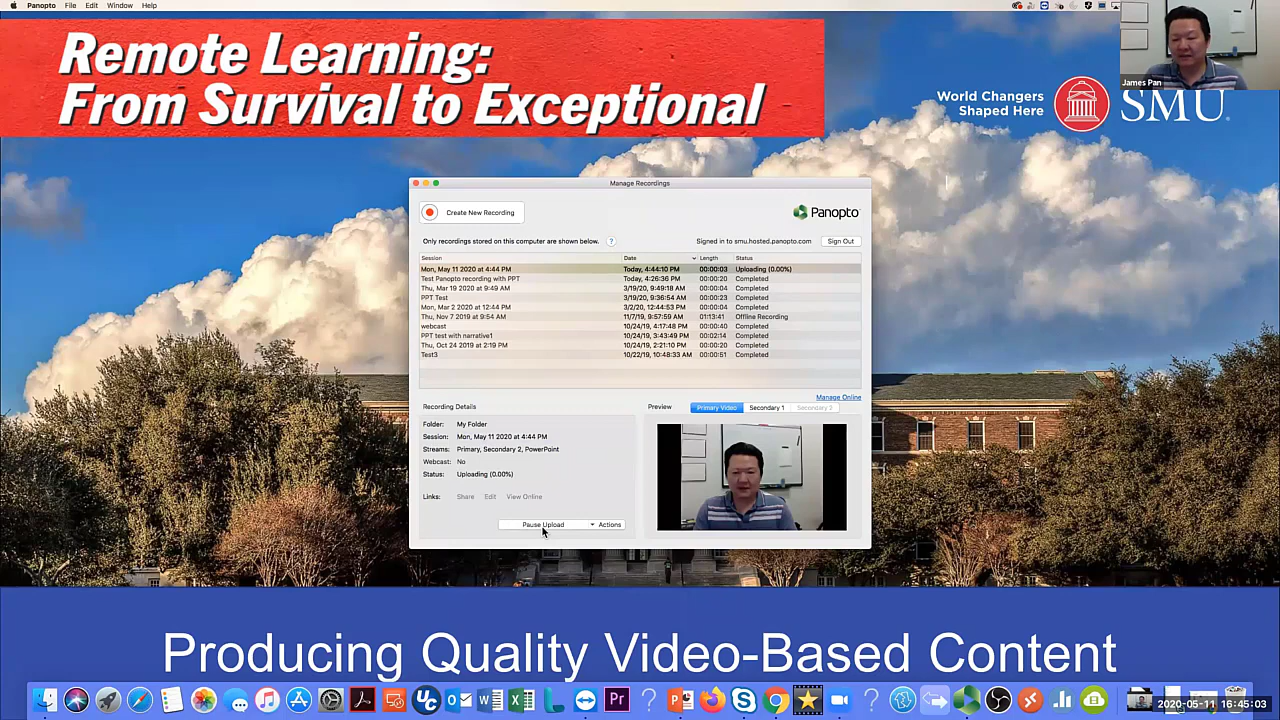 Panopto File Edit Window Help
Remote Learning:
From Survival to Exceptional
James Pan
World Changers
Shaped Here
SMU
Manage Recordings
Create New Recording
Panopto
Only recordings stored on this computer are shown below. ?
Signed in to smu.hosted.panopto.com Sign Out
Session Date Length Status
Mon, May 11 2020 at 4:44 PM Today, 4:44:10 PM 00:00:03 Uploading (0.00%)
Test Panopto recording with PPT Today, 4:26:36 PM 00:00:20 Completed
Thu, Mar 19 2020 at 9:49 AM 3/19/20, 9:49:18 AM 00:00:04 Completed
PPT Test 3/19/20, 9:36:54 AM 00:00:23 Completed
Mon, Mar 2 2020 at 12:44 PM 3/2/20, 12:44:53 PM 00:00:04 Completed
Thu, Nov 7 2019 at 9:54 AM 11/7/19, 9:57:59 AM 01:13:41 Offline Recording
webcast 10/24/19, 4:17:48 PM 00:00:40 Completed
PPT test with narrative1 10/24/19, 3:43:49 PM 00:02:14 Completed
Thu, Oct 24 2019 at 2:19 PM 10/24/19, 2:21:10 PM 00:00:20 Completed
Test3 10/22/19, 10:48:33 AM 00:00:51 Completed
Manage Online
Recording Details
Preview Primary Video Secondary 1 Secondary 2
Folder: My Folder
Session: Mon, May 11 2020 at 4:44 PM
Streams: Primary, Secondary 2, PowerPoint
Webcast: No
Status: Uploading (0.00%)
Links: Share Edit View Online
Pause Upload Actions
Producing Quality Video-Based Content
Pr
2020-05-11 16:45:03